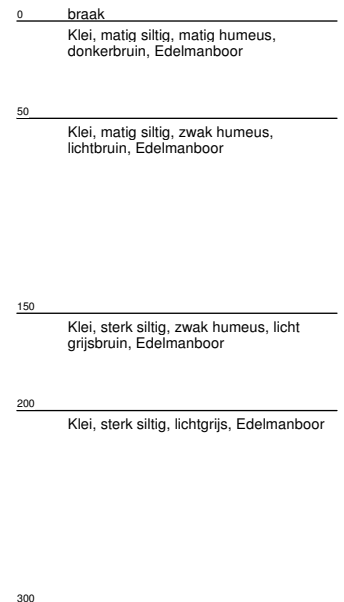 0 braak
Klei, matig siltig, matig humeus,
donkerbruin, Edelmanboor
50
Klei, matig siltig, zwak humeus,
lichtbruin, Edelmanboor
150
Klei, sterk siltig, zwak humeus, licht
grijsbruin, Edelmanboor
200
Klei, sterk siltig, lichtgrijs, Edelmanboor
300